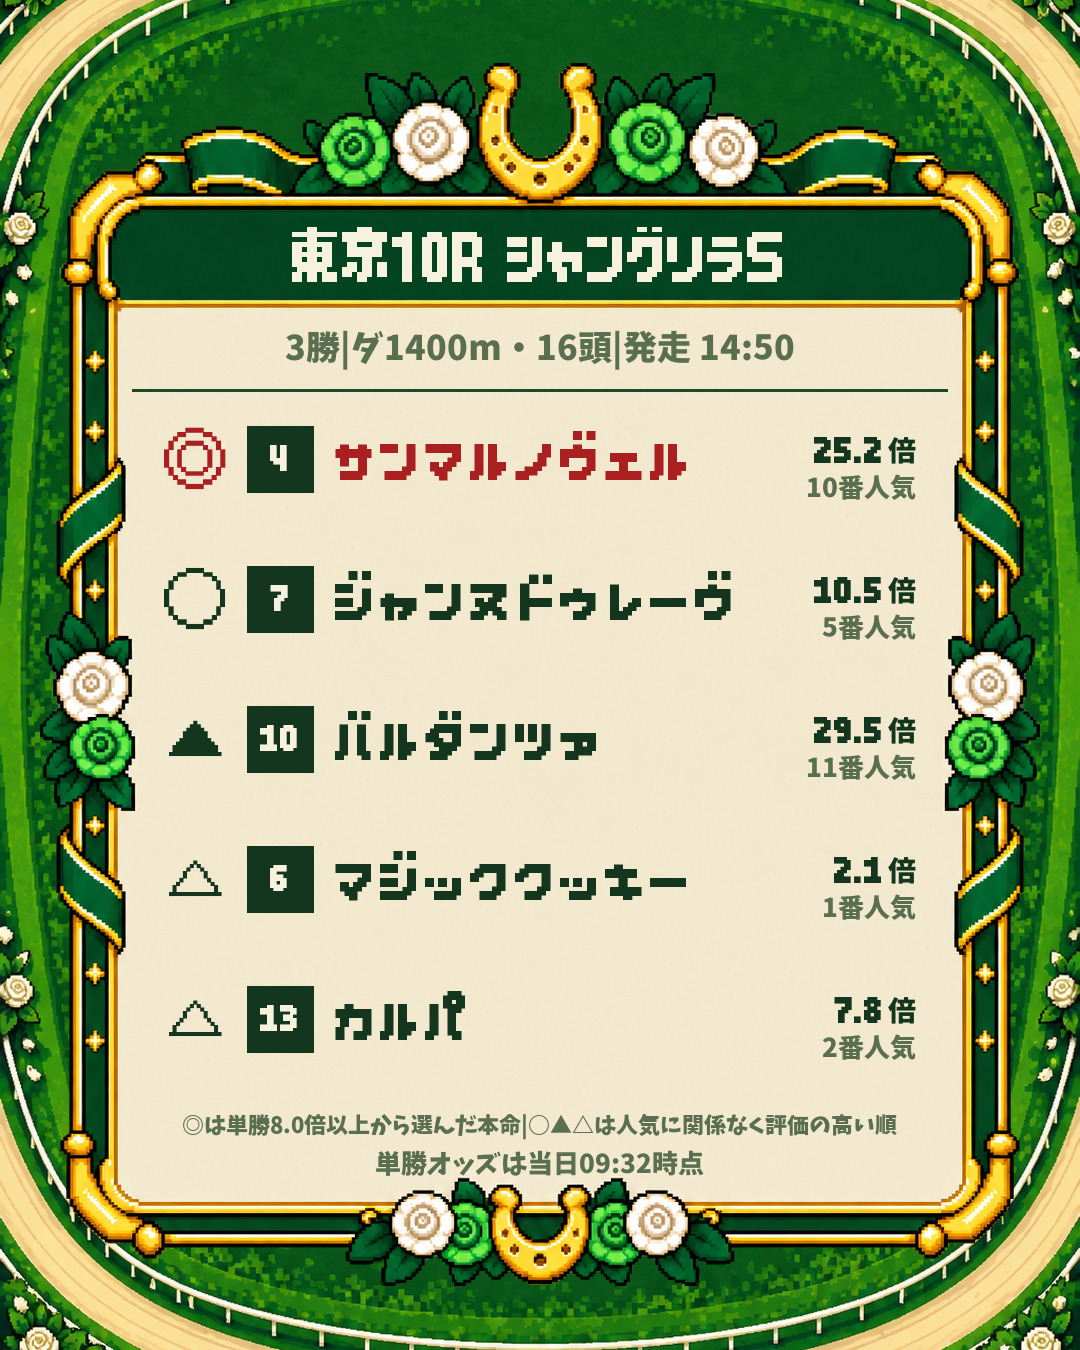 東京10R シャングリラS
3勝|ダ1400m・16頭|発走 14:50
◎ 4 サンマルノヴェル 25.2倍
10番人気
○ 7 ジャンヌドゥレーヴ 10.5倍
5番人気
▲ 10 バルダンツァ 29.5倍
11番人気
△ 6 マジッククッキー 2.1倍
1番人気
△ 13 カルパ 7.8倍
2番人気
◎は単勝8.0倍以上から選んだ本命|○▲△は人気に関係なく評価の高い順
単勝オッズは当日09:32時点